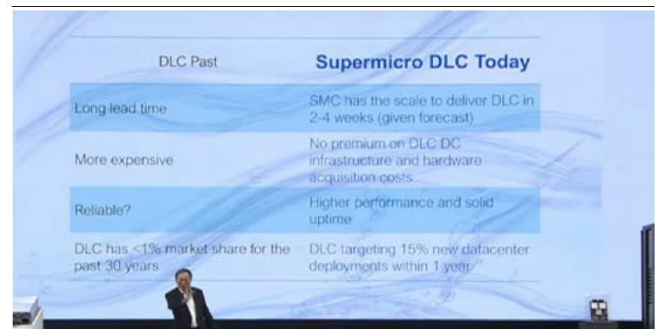 DLC Past
Supermicro DLC Today
Long lead time
SMC has the scale to deliver DLC in
2-4 weeks (given forecast)
More expensive
No premium on DLC DC
infrastructure and hardware
acquisition costs
Reliable?
Higher performance and solid
uptime
DLC has <1% market share for the
past 30 years
DLC targeting 15% new datacenter
deployments within 1 year